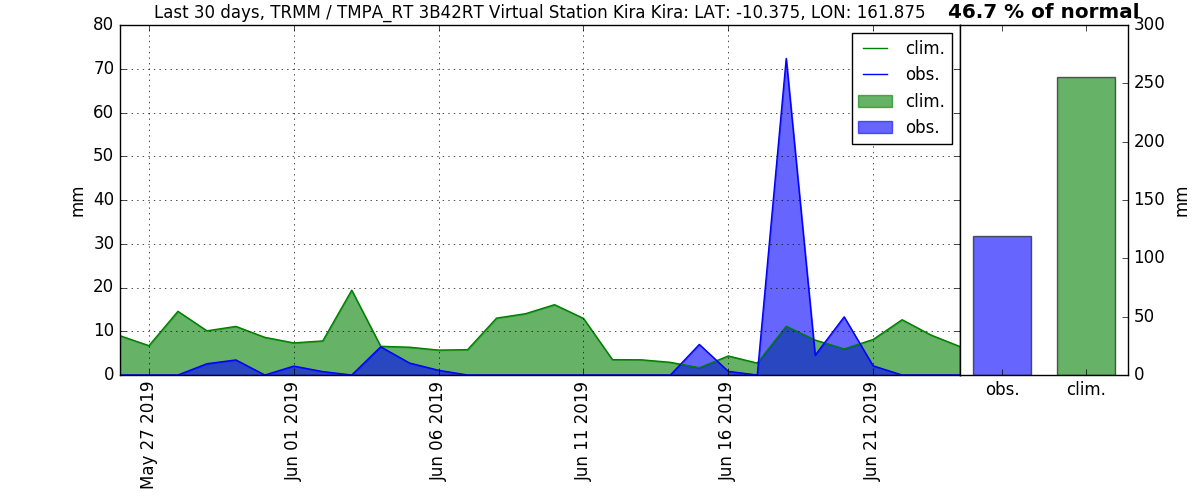 Last 30 days, TRMM / TMPA_RT 3B42RT Virtual Station Kira Kira: LAT: -10.375, LON: 161.875
46.7 % of normal
80
70
60
50
40
30
20
10
0
mm
clim.
obs.
clim.
obs.
May 27 2019
Jun 01 2019
Jun 06 2019
Jun 11 2019
Jun 16 2019
Jun 21 2019
300
250
200
150
100
50
0
mm
obs.
clim.